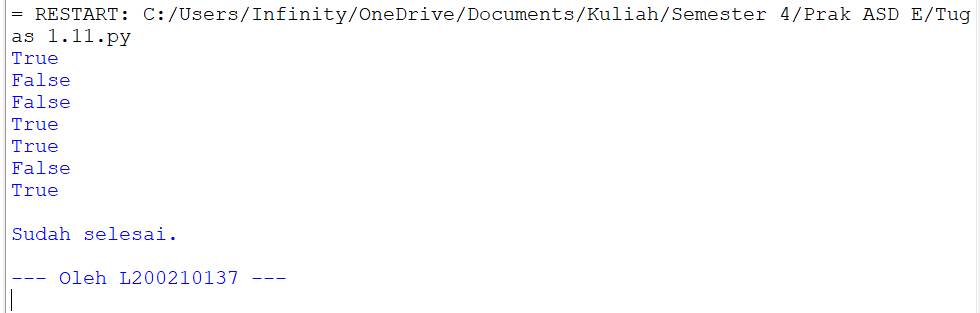 = RESTART: C:/Users/Infinity/OneDrive/Documents/Kuliah/Semester 4/Prak ASD E/Tug
as 1.11.py
True
False
False
True
True
False
True
Sudah selesai.
--- Oleh L200210137 ---